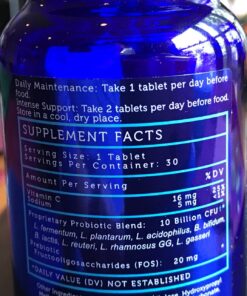 Daily Maintenance: Take 1 tablet per day before
food.
Intense Support: Take 2 tablets per day before food.
Store in a cool, dry place.
SUPPLEMENT FACTS
Serving Size: 1 Tablet
Servings Per Container: 30
Amount Per Serving %DV
Vitamin C 16 mg
Sodium 5 mg <1%
Proprietary Probiotic Blend: 10 Billion CFU
L. fermentum, L. plantarum, L. acidophilus, B. bifidum,
B. lactis, L. reuteri, L. rhamnosus GG, L. gasseri
Prebiotic
Fructooligosaccharides (FOS): 20 mg
*DAILY VALUE (DV) NOT ESTABLISHED
Other Hydroxypropyl